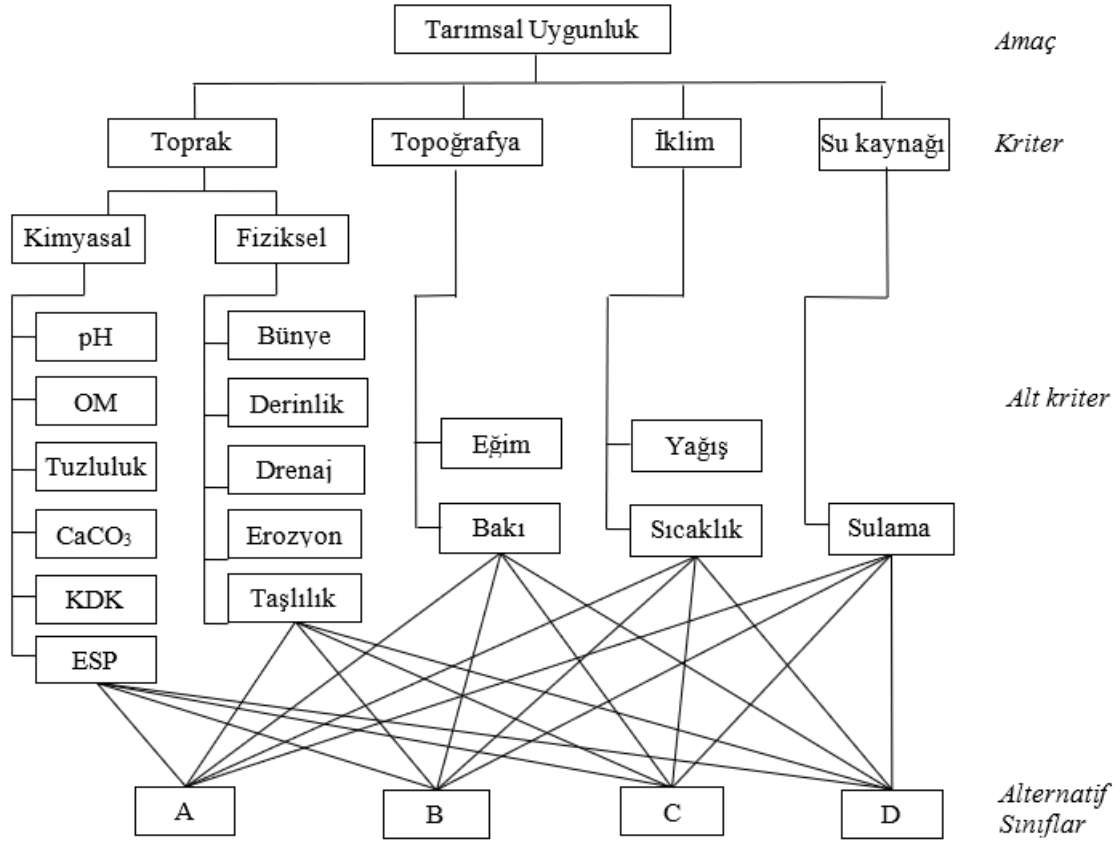 Tarımsal Uygunluk
Amaç
Toprak
Topoğrafya
İklim
Su kaynağı
Kriter
Kimyasal
Fiziksel
pH
OM
Tuzluluk
CaCO₃
KDK
ESP
Bünye
Derinlik
Drenaj
Erozyon
Taşlılık
Eğim
Bakı
Yağış
Sıcaklık
Sulama
Alt kriter
A
B
C
D
Alternatif
Sınıflar